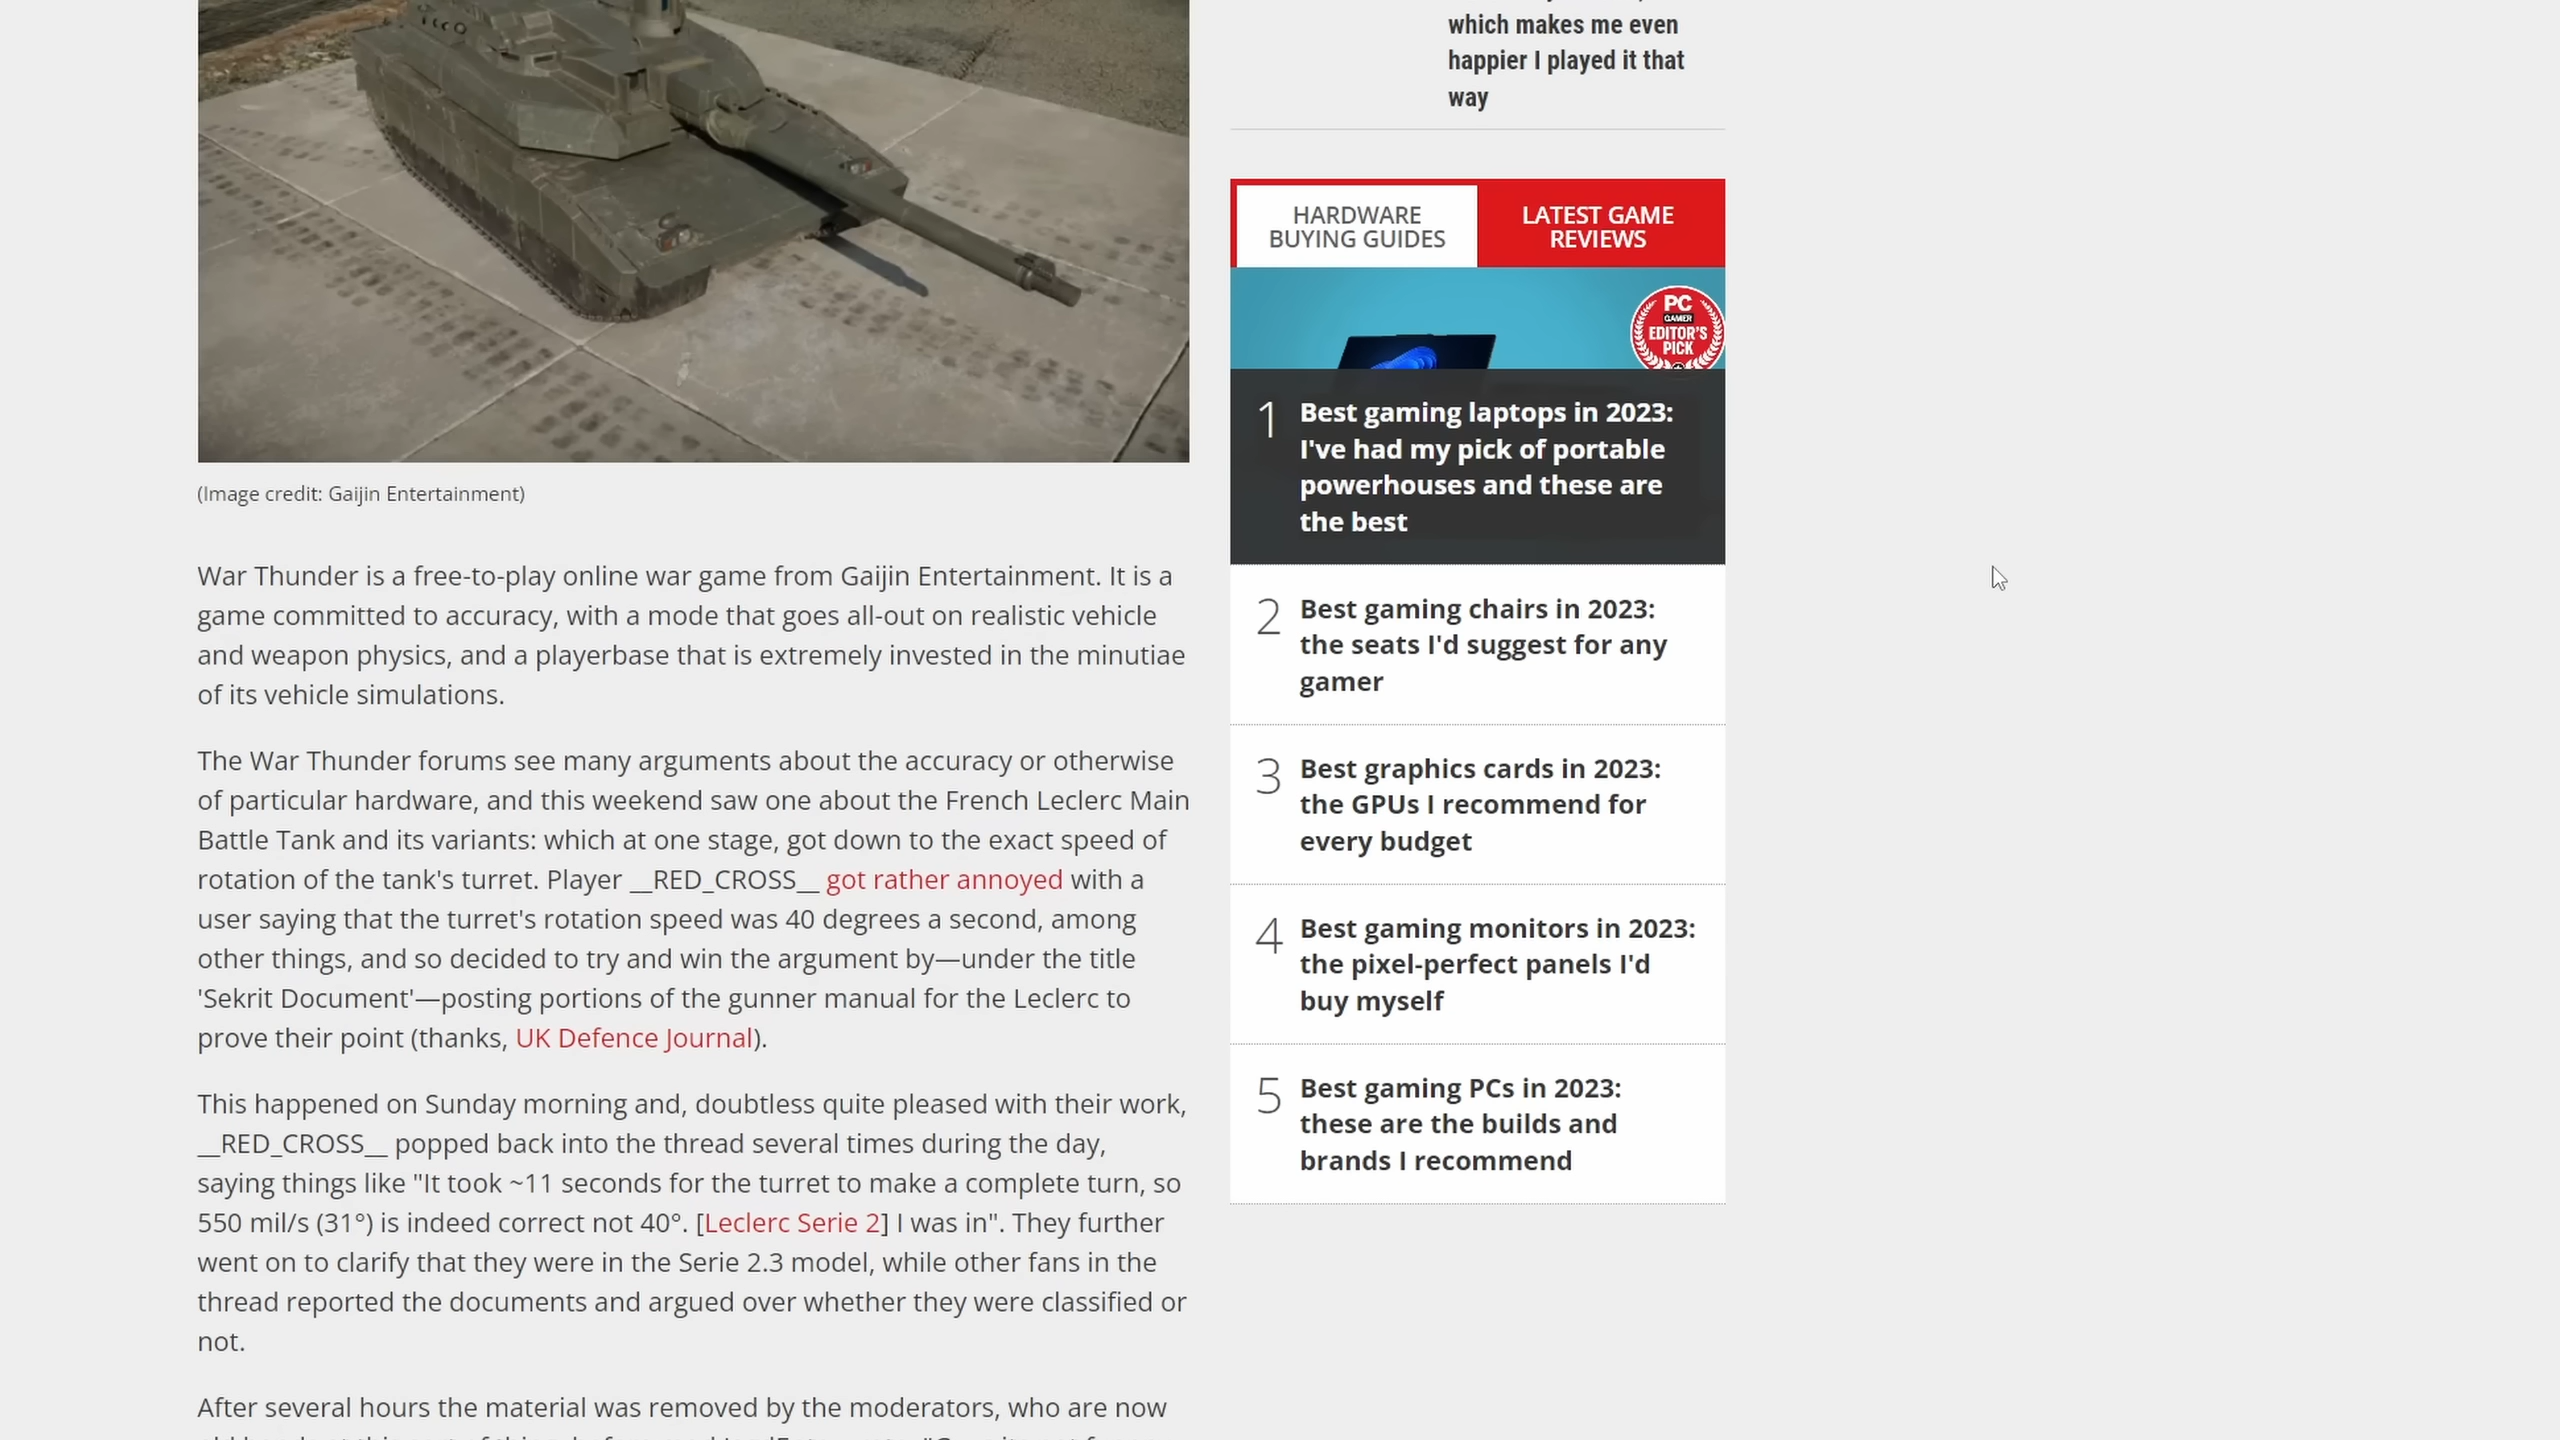 which makes me even
happier I played it that
way
HARDWARE
BUYING GUIDES
LATEST GAME
REVIEWS
PC
GAMER
EDITOR'S
PICK
1
Best gaming laptops in 2023:
I've had my pick of portable
powerhouses and these are
the best
2
Best gaming chairs in 2023:
the seats I'd suggest for any
gamer
3
Best graphics cards in 2023:
the GPUs I recommend for
every budget
4
Best gaming monitors in 2023:
the pixel-perfect panels I'd
buy myself
5
Best gaming PCs in 2023:
these are the builds and
brands I recommend
(Image credit: Gaijin Entertainment)
War Thunder is a free-to-play online war game from Gaijin Entertainment. It is a
game committed to accuracy, with a mode that goes all-out on realistic vehicle
and weapon physics, and a playerbase that is extremely invested in the minutiae
of its vehicle simulations.
The War Thunder forums see many arguments about the accuracy or otherwise
of particular hardware, and this weekend saw one about the French Leclerc Main
Battle Tank and its variants: which at one stage, got down to the exact speed of
rotation of the tank's turret. Player __RED_CROSS__ got rather annoyed with a
user saying that the turret's rotation speed was 40 degrees a second, among
other things, and so decided to try and win the argument by—under the title
'Sekrit Document'—posting portions of the gunner manual for the Leclerc to
prove their point (thanks, UK Defence Journal).
This happened on Sunday morning and, doubtless quite pleased with their work,
__RED_CROSS__ popped back into the thread several times during the day,
saying things like "It took ~11 seconds for the turret to make a complete turn, so
550 mil/s (31°) is indeed correct not 40°. [Leclerc Serie 2] I was in". They further
went on to clarify that they were in the Serie 2.3 model, while other fans in the
thread reported the documents and argued over whether they were classified or
not.
After several hours the material was removed by the moderators, who are now